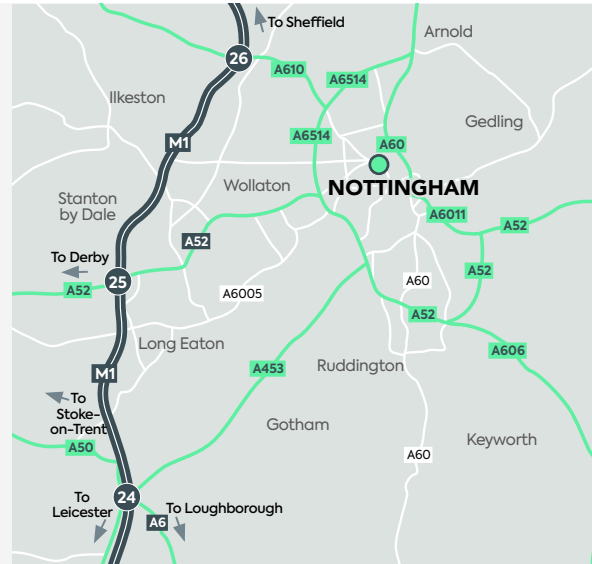 To Sheffield
Arnold
26
A610
A6514
Ilkeston
A6514
Gedling
M1
A60
Wollaton
NOTTINGHAM
Stanton
by Dale
A6011
A52
A52
To Derby
A52
25
A60
A52
A6005
A52
Long Eaton
A606
M1
A453
Ruddington
To
Stoke-
on-Trent
Gotham
Keyworth
A50
A60
24
To
Leicester
To Loughborough
A6